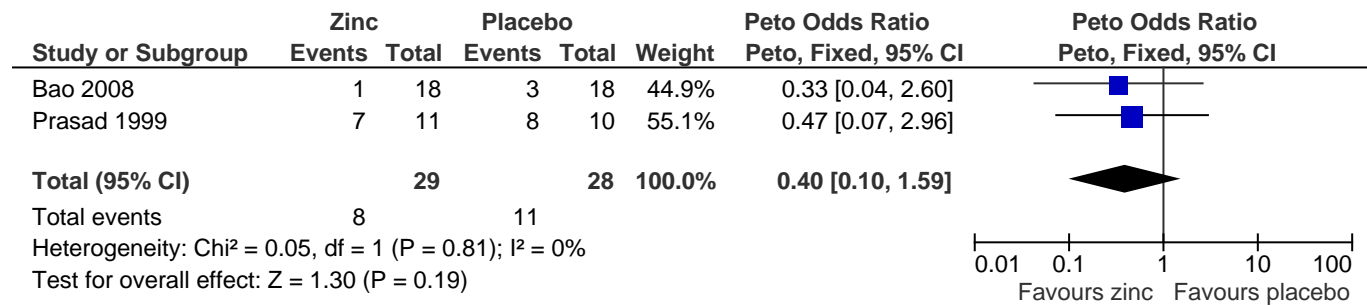 Zinc Placebo Peto Odds Ratio Peto Odds Ratio
Study or Subgroup Events Total Events Total Weight Peto, Fixed, 95% CI Peto, Fixed, 95% CI
Bao 2008 1 18 3 18 44.9% 0.33 [0.04, 2.60]
Prasad 1999 7 11 8 10 55.1% 0.47 [0.07, 2.96]
Total (95% CI) 29 28 100.0% 0.40 [0.10, 1.59]
Total events 8 11
Heterogeneity: Chi² = 0.05, df = 1 (P = 0.81); I² = 0%
Test for overall effect: Z = 1.30 (P = 0.19)
0.01 0.1 1 10 100
Favours zinc Favours placebo